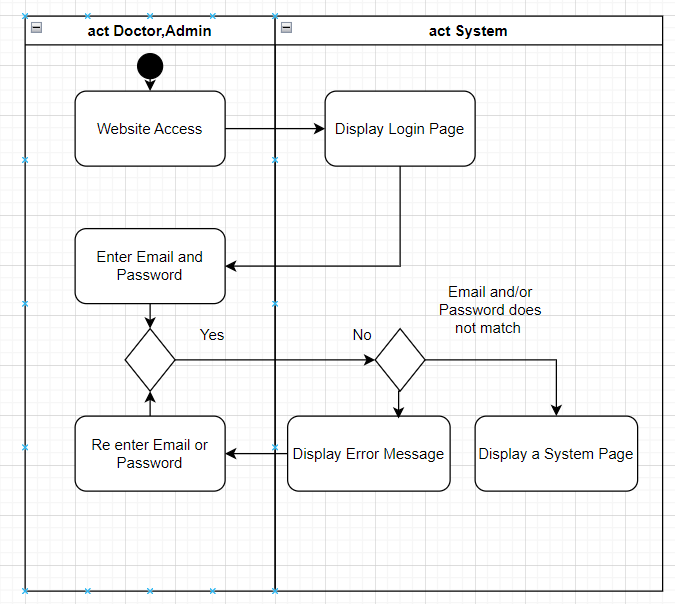 act Doctor,Admin
act System
Website Access
Display Login Page
Enter Email and
Password
Email and/or
Password does
not match
Yes
No
Re enter Email or
Password
Display Error Message
Display a System Page